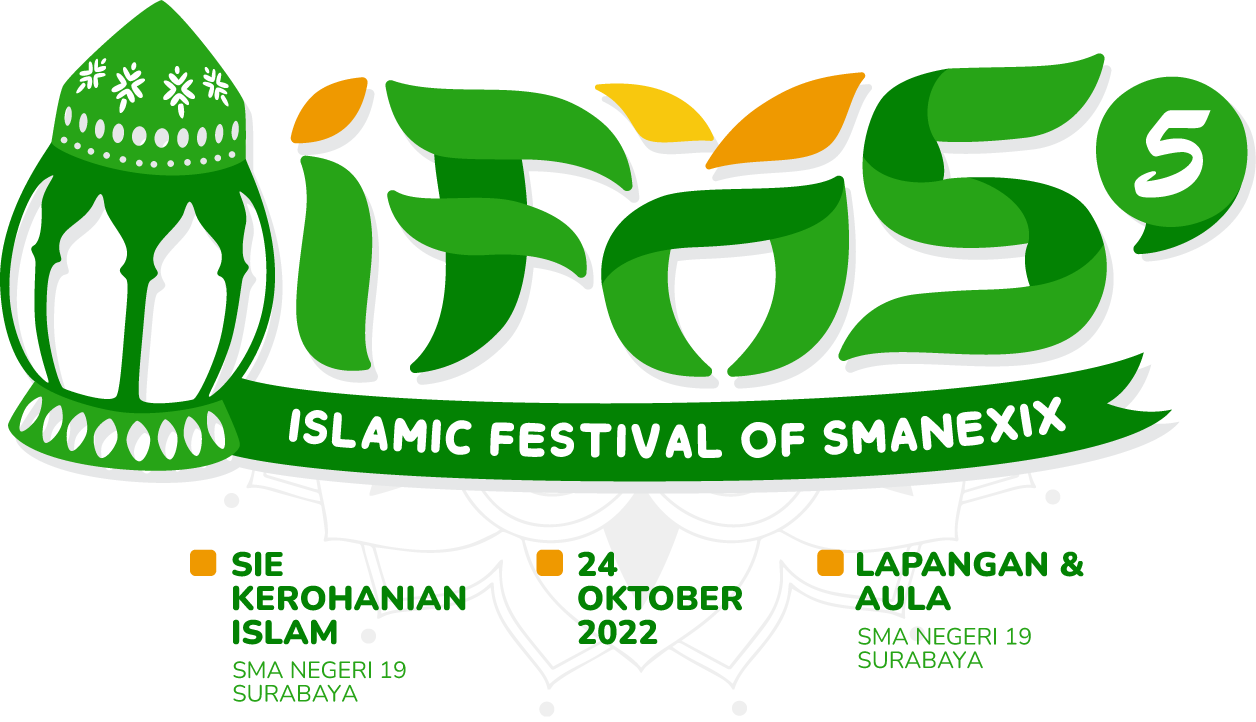 iFOS 5
ISLAMIC FESTIVAL OF SMANEXIX
SIE
KEROHANIAN
ISLAM
SMA NEGERI 19
SURABAYA
24
OKTOBER
2022
LAPANGAN &
AULA
SMA NEGERI 19
SURABAYA